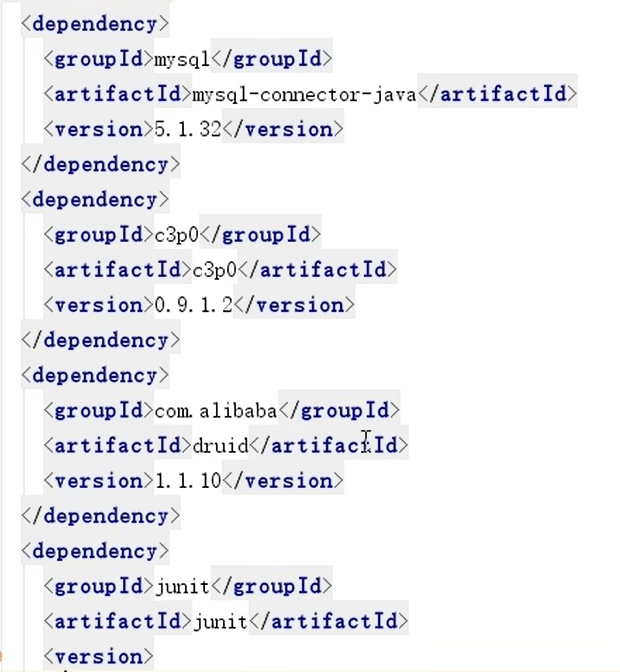 <dependency>
<groupId>mysql</groupId>
<artifactId>mysql-connector-java</artifactId>
<version>5.1.32</version>
</dependency>
<dependency>
<groupId>c3p0</groupId>
<artifactId>c3p0</artifactId>
<version>0.9.1.2</version>
</dependency>
<dependency>
<groupId>com.alibaba</groupId>
<artifactId>druid</artifactId>
<version>1.1.10</version>
</dependency>
<dependency>
<groupId>junit</groupId>
<artifactId>junit</artifactId>
<version>